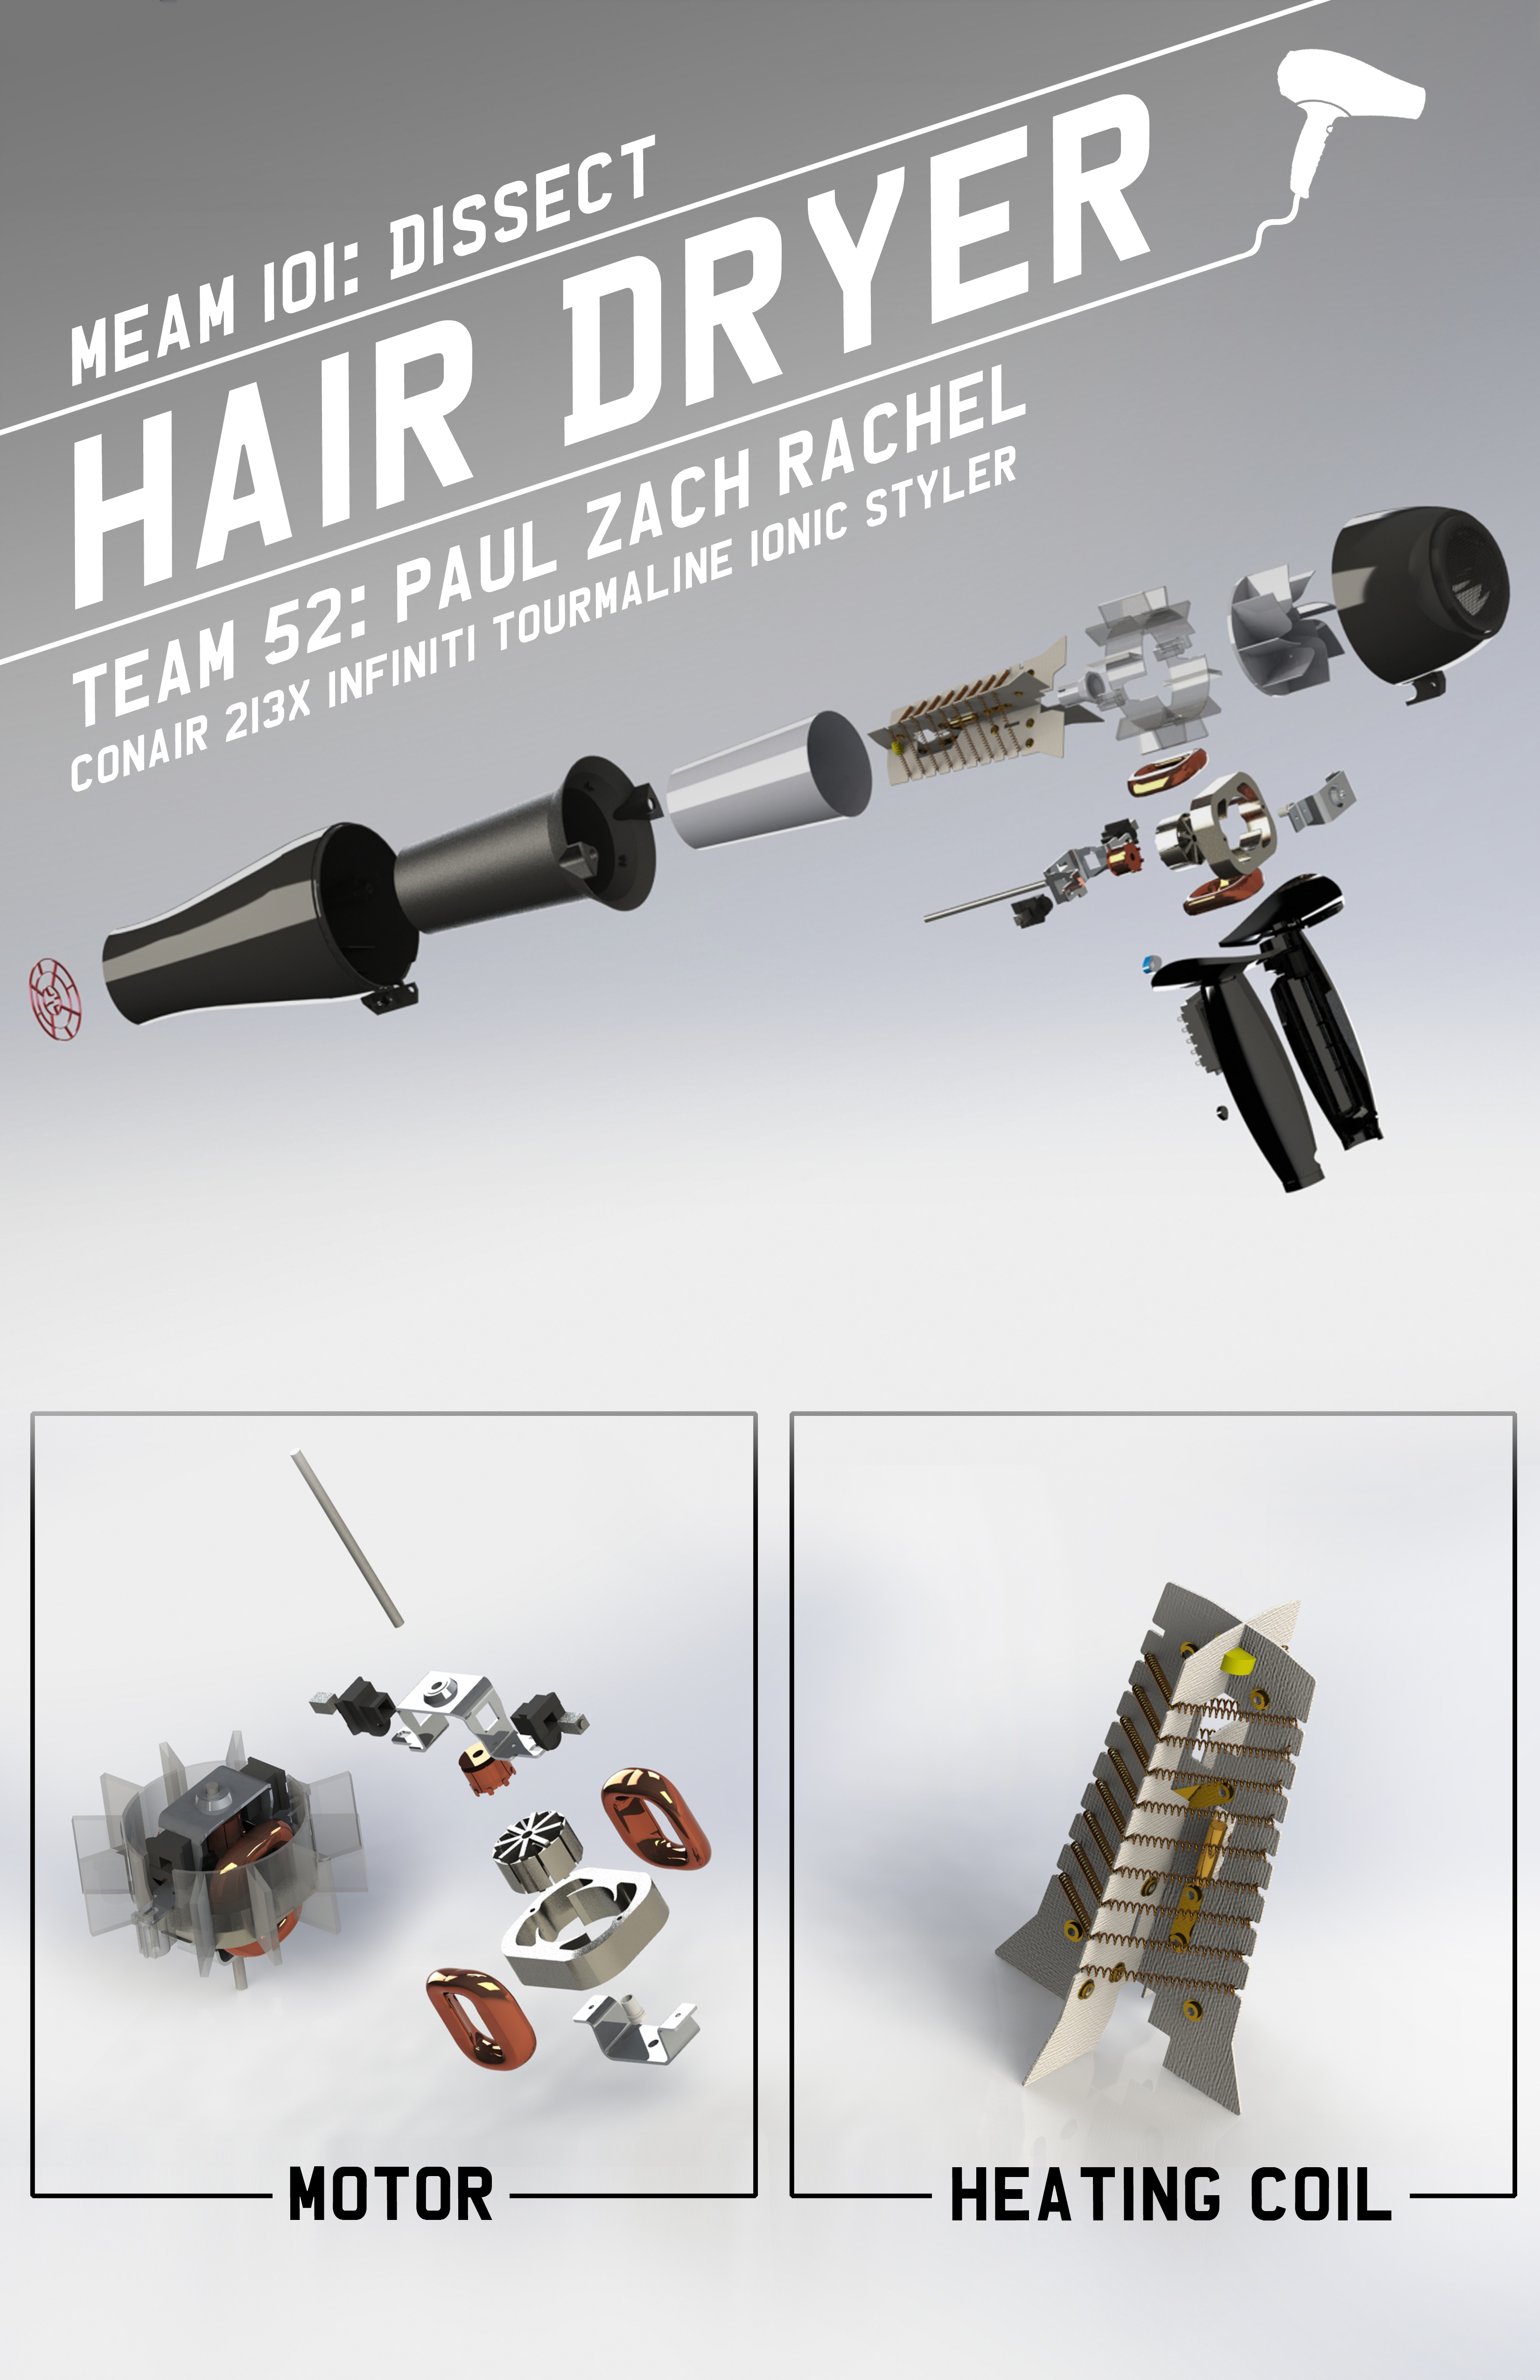 MEAM 101: DISSECT
HAIR DRYER
TEAM 52: PAUL ZACH RACHEL
CONAIR 213X INFINITI TOURMALINE IONIC STYLER
MOTOR
HEATING COIL